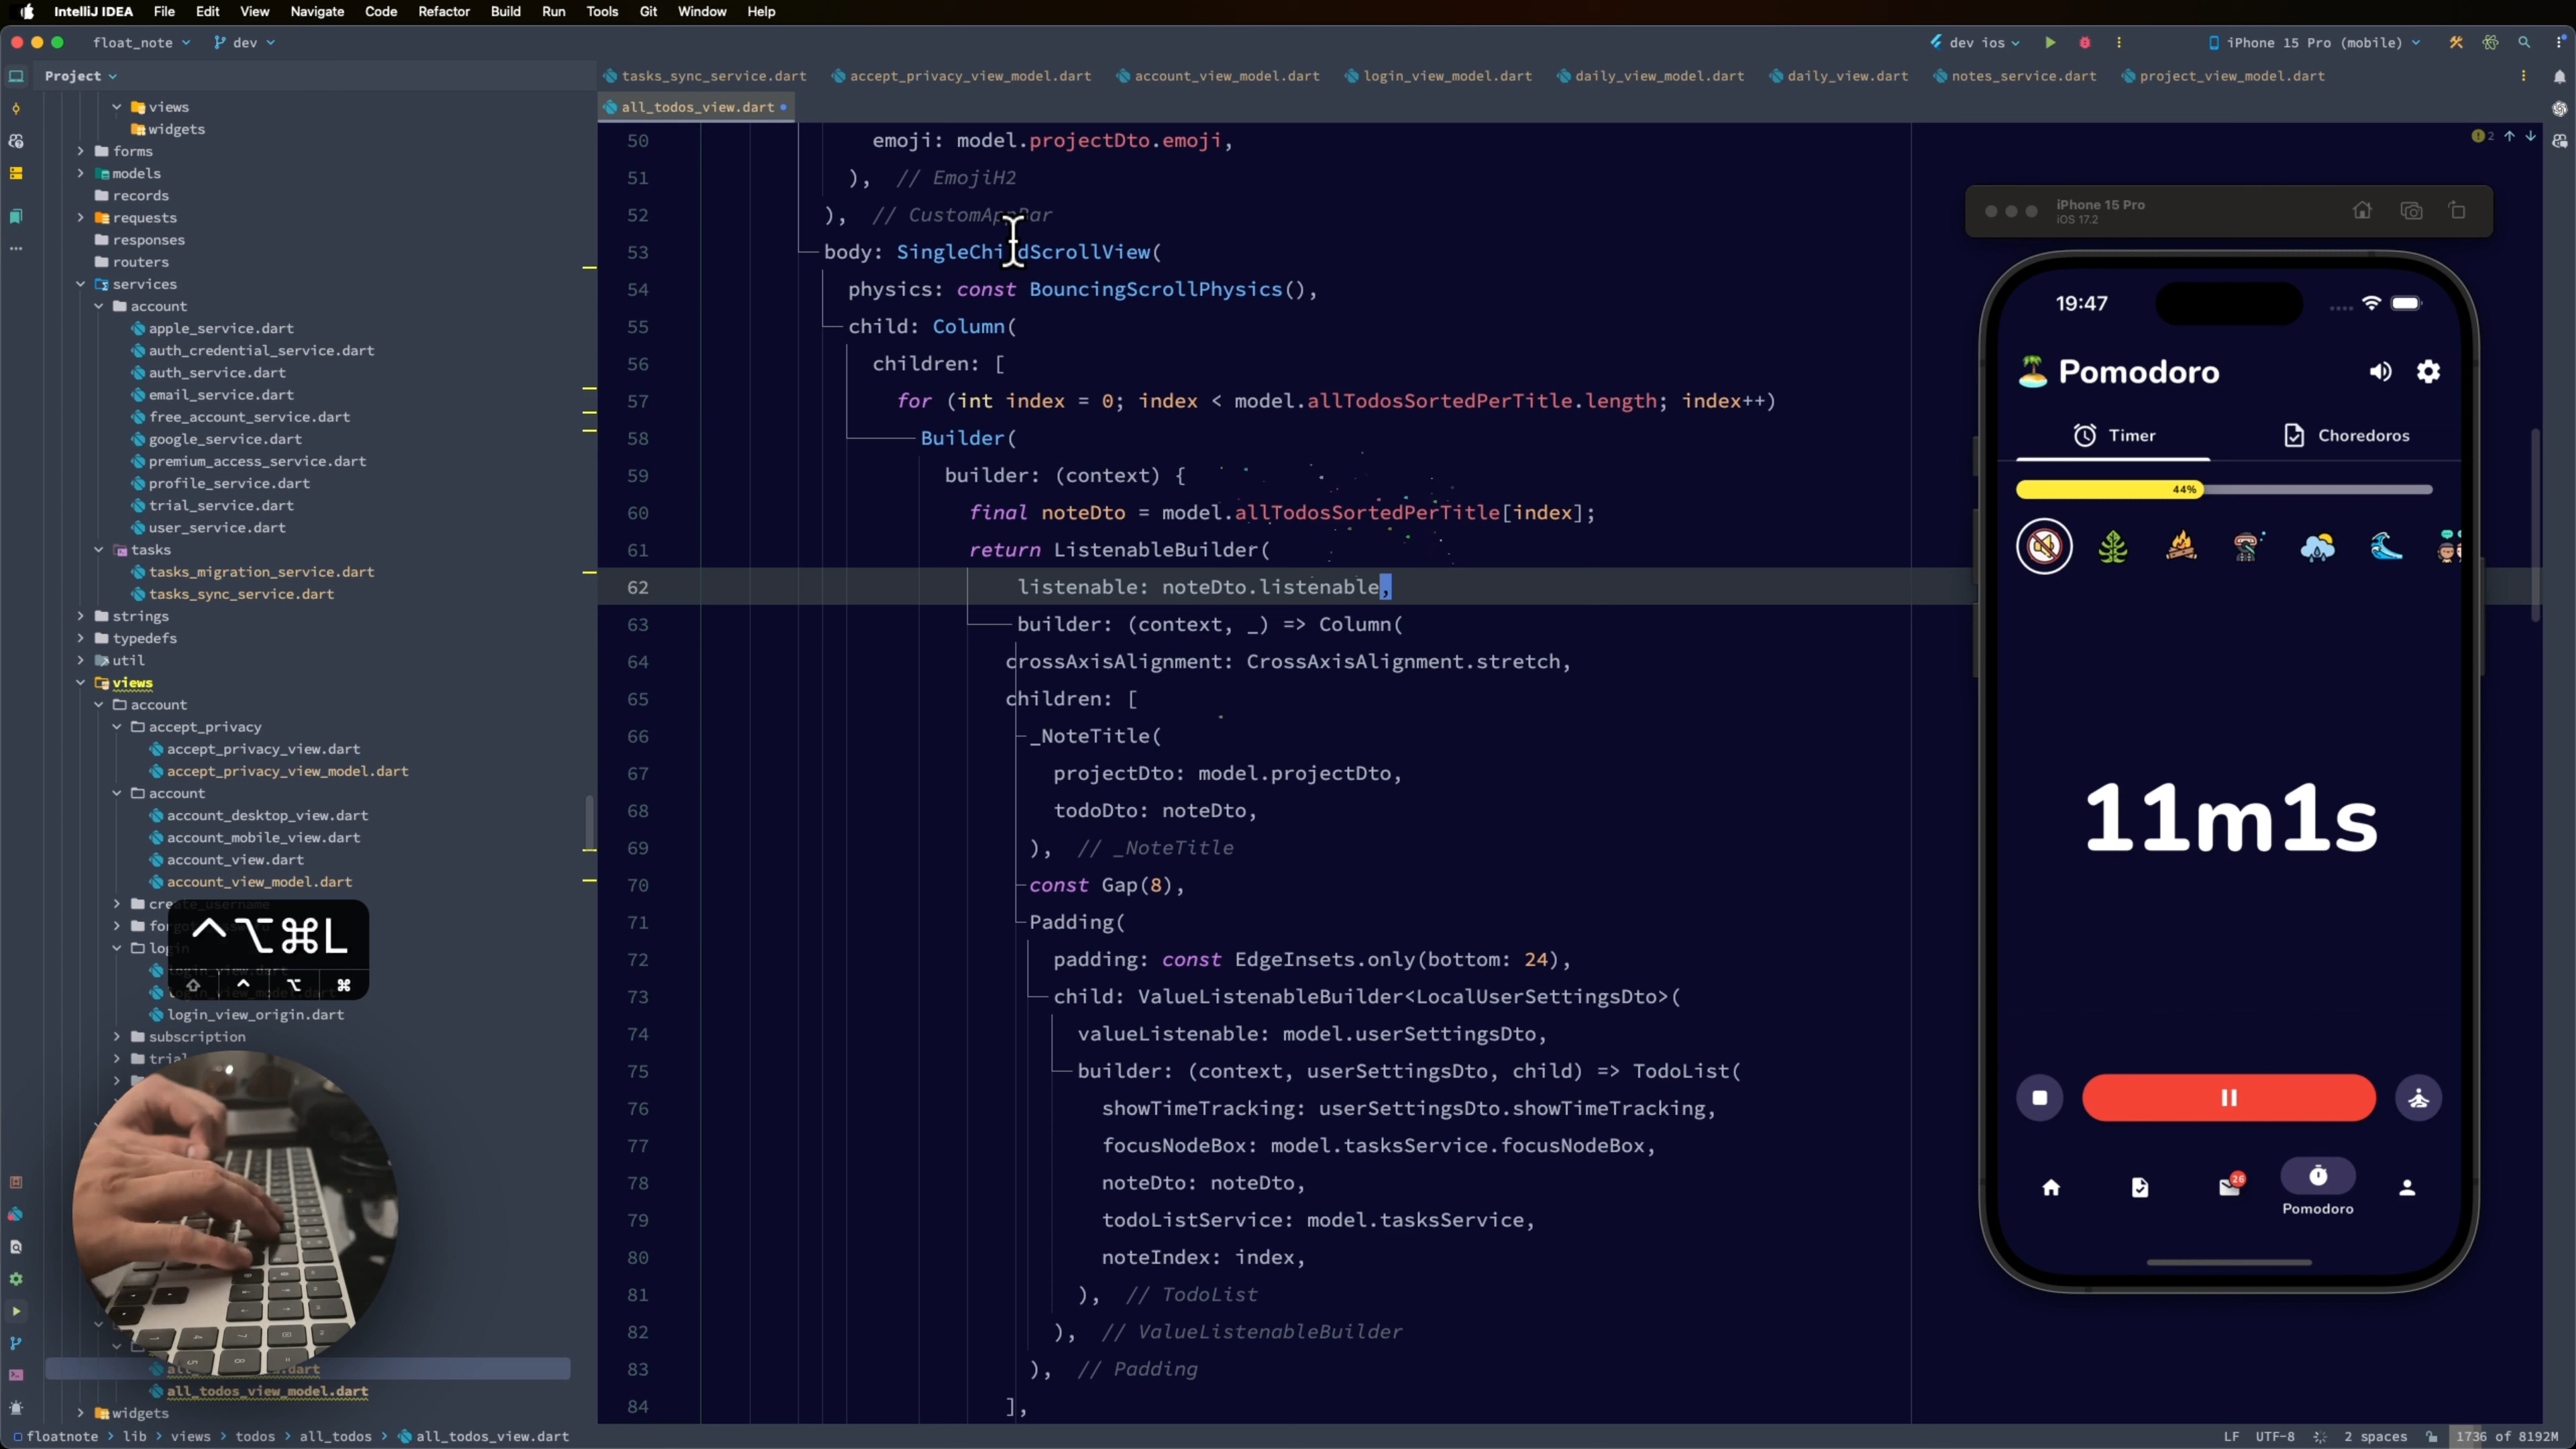 IntelliJ IDEA File Edit View Navigate Code Refactor Build Run Tools Git Window Help
float_note dev dev ios iPhone 15 Pro (mobile)
Project
tasks_sync_service.dart accept_privacy_view_model.dart account_view_model.dart login_view_model.dart daily_view_model.dart daily_view.dart notes_service.dart project_view_model.dart
all_todos_view.dart
views
widgets
forms
models
records
requests
responses
routers
services
account
apple_service.dart
auth_credential_service.dart
auth_service.dart
email_service.dart
free_account_service.dart
google_service.dart
premium_access_service.dart
profile_service.dart
trial_service.dart
user_service.dart
tasks
tasks_migration_service.dart
tasks_sync_service.dart
strings
typedefs
util
views
account
accept_privacy
accept_privacy_view.dart
accept_privacy_view_model.dart
account
account_desktop_view.dart
account_mobile_view.dart
account_view.dart
account_view_model.dart
create_username
login
login_view.dart
login_view_model.dart
login_view_origin.dart
subscription
trial
all_todos_view_model.dart
widgets
^⌥⌘L
⇧ ^ ⌥ ⌘
50 emoji: model.projectDto.emoji,
51 ), // EmojiH2
52 ), // CustomAppBar
53 body: SingleChildScrollView(
54 physics: const BouncingScrollPhysics(),
55 child: Column(
56 children: [
57 for (int index = 0; index < model.allTodosSortedPerTitle.length; index++)
58 Builder(
59 builder: (context) {
60 final noteDto = model.allTodosSortedPerTitle[index];
61 return ListenableBuilder(
62 listenable: noteDto.listenable,
63 builder: (context, _) => Column(
64 crossAxisAlignment: CrossAxisAlignment.stretch,
65 children: [
66 _NoteTitle(
67 projectDto: model.projectDto,
68 todoDto: noteDto,
69 ), // _NoteTitle
70 const Gap(8),
71 Padding(
72 padding: const EdgeInsets.only(bottom: 24),
73 child: ValueListenableBuilder<LocalUserSettingsDto>(
74 valueListenable: model.userSettingsDto,
75 builder: (context, userSettingsDto, child) => TodoList(
76 showTimeTracking: userSettingsDto.showTimeTracking,
77 focusNodeBox: model.tasksService.focusNodeBox,
78 noteDto: noteDto,
79 todoListService: model.tasksService,
80 noteIndex: index,
81 ), // TodoList
82 ), // ValueListenableBuilder
83 ), // Padding
84 ],
2
iPhone 15 Pro
iOS 17.2
19:47
Pomodoro
Timer Choredoros
44%
11m1s
26
Pomodoro
floatnote > lib > views > todos > all_todos > all_todos_view.dart
LF UTF-8 2 spaces 1736 of 8192M